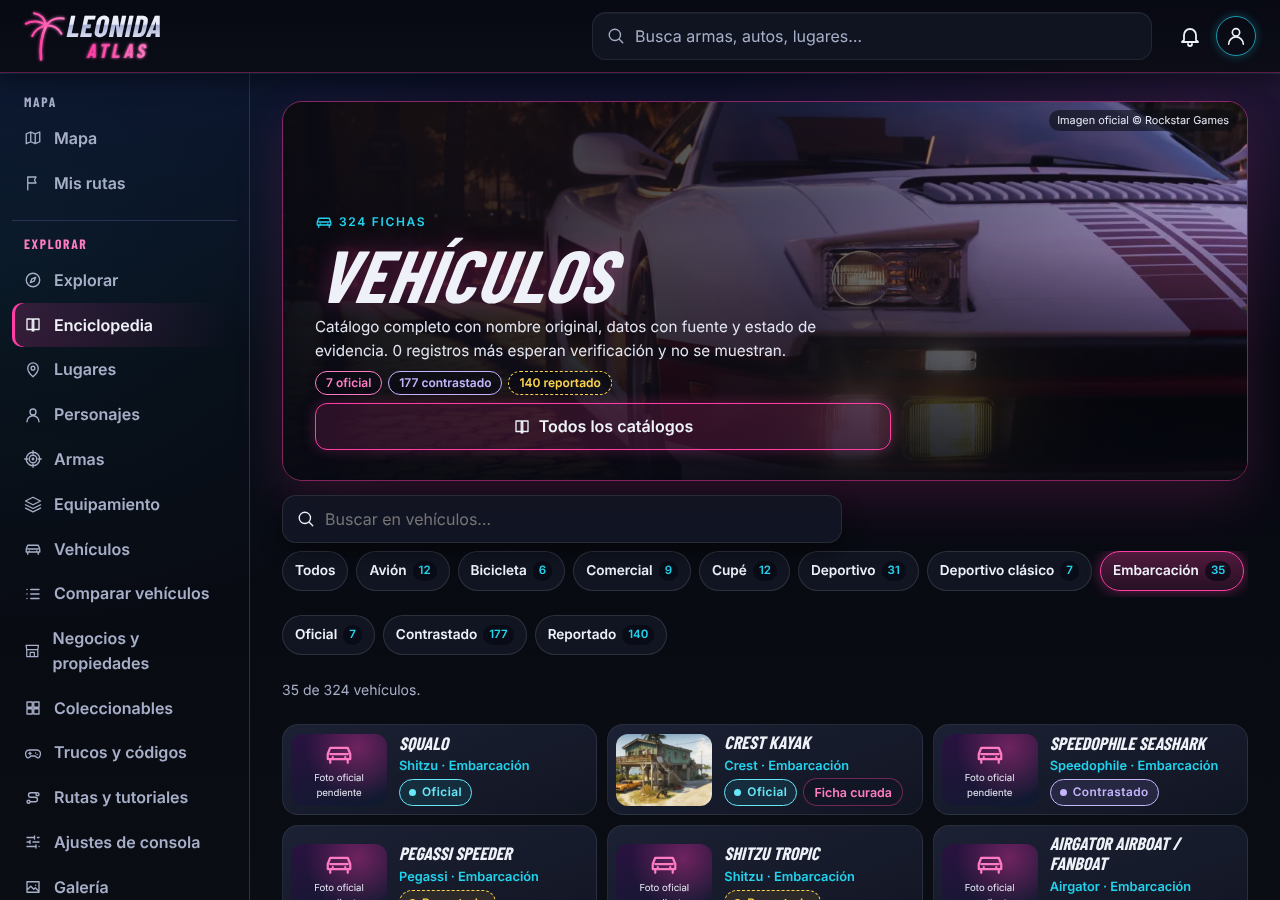 LEONIDA
ATLAS
Busca armas, autos, lugares...
MAPA
Mapa
Mis rutas
EXPLORAR
Explorar
Enciclopedia
Lugares
Personajes
Armas
Equipamiento
Vehículos
Comparar vehículos
Negocios y
propiedades
Coleccionables
Trucos y códigos
Rutas y tutoriales
Ajustes de consola
Galería
Imagen oficial © Rockstar Games
324 FICHAS
VEHÍCULOS
Catálogo completo con nombre original, datos con fuente y estado de
evidencia. 0 registros más esperan verificación y no se muestran.
7 oficial 177 contrastado 140 reportado
Todos los catálogos
Buscar en vehículos...
Todos Avión 12 Bicicleta 6 Comercial 9 Cupé 12 Deportivo 31 Deportivo clásico 7 Embarcación 35
Oficial 7 Contrastado 177 Reportado 140
35 de 324 vehículos.
Foto oficial
pendiente
SQUALO
Shitzu · Embarcación
Oficial
CREST KAYAK
Crest · Embarcación
Oficial Ficha curada
Foto oficial
pendiente
SPEEDOPHILE SEASHARK
Speedophile · Embarcación
Contrastado
Foto oficial
PEGASSI SPEEDER
Pegassi · Embarcación
Foto oficial
SHITZU TROPIC
Shitzu · Embarcación
Foto oficial
AIRGATOR AIRBOAT /
FANBOAT
Airgator · Embarcación